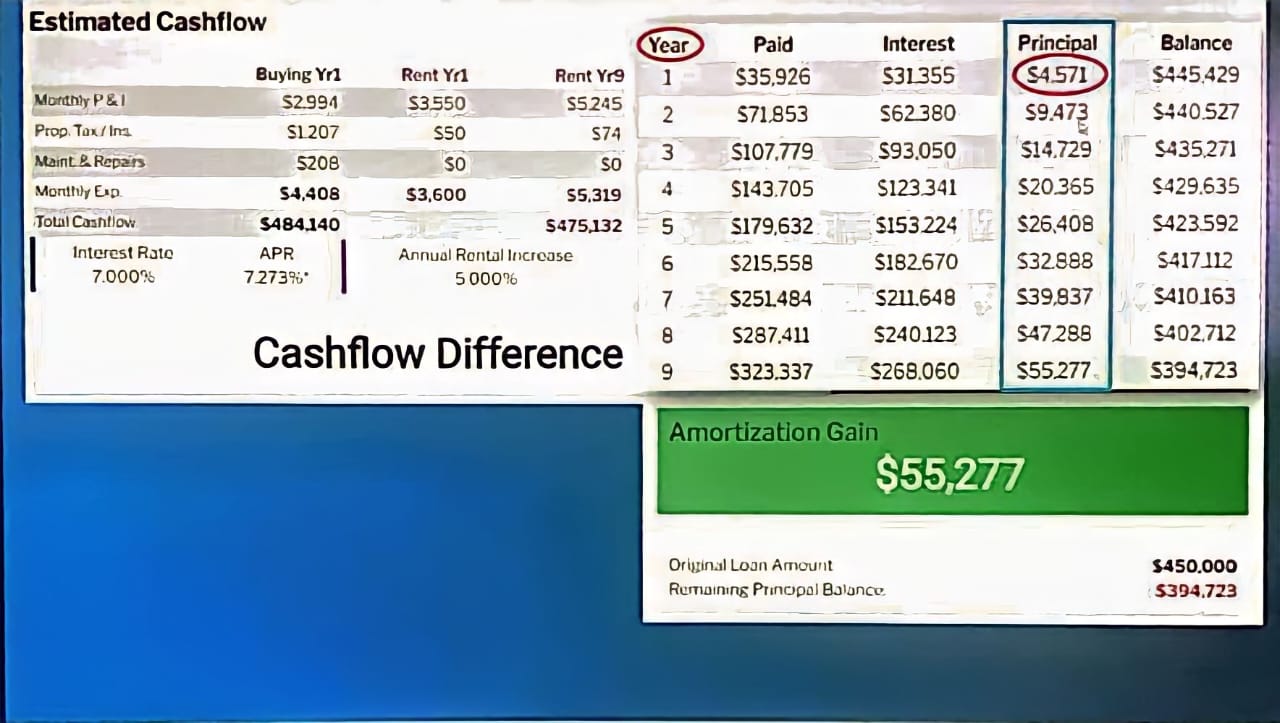 Estimated Cashflow
Buying Yr1 Rent Yr1 Rent Yr9
Monthly P & I $2.994 $3.550 $5.245
Prop. Tax / Ins. $1.207 $50 $74
Maint. & Repairs $208 $0 $0
Monthly Exp. $4,408 $3,600 $5,319
Total Cashflow $484,140 $475,132
Interest Rate APR Annual Rental Increase
7.000% 7.273%* 5.000%
Cashflow Difference
Year Paid Interest Principal Balance
1 $35,926 $31.355 $4.571 $445,429
2 $71,853 $62.380 $9,473 $440.527
3 $107,779 $93,050 $14,729 $435,271
4 $143.705 $123.341 $20,365 $429,635
5 $179,632 $153.224 $26,408 $423.592
6 $215,558 $182.670 $32.888 $417.112
7 $251.484 $211.648 $39,837 $410.163
8 $287.411 $240.123 $47,288 $402,712
9 $323.337 $268.060 $55,277 $394,723
Amortization Gain
$55,277
Original Loan Amount $450,000
Remaining Principal Balance $394,723